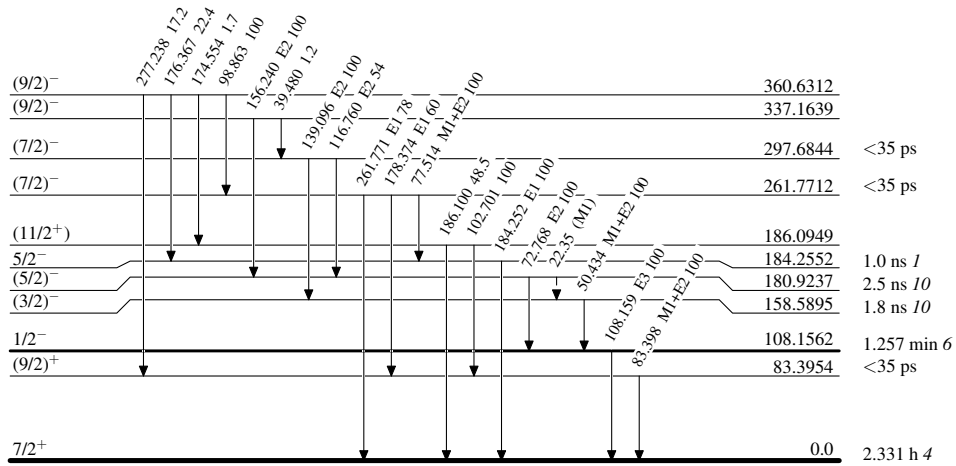 277.238 17.2
176.367 22.4
174.554 1.7
98.863 100
156.240 E2 100
39.480 1.2
139.096 E2 100
116.760 E2 54
261.771 E1 78
178.374 E1 60
77.514 M1+E2 100
186.100 48.5
102.701 100
184.252 E1 100
72.768 E2 100
22.35 (M1)
50.434 M1+E2 100
108.159 E3 100
83.398 M1+E2 100
(9/2)⁻ 360.6312
(9/2)⁻ 337.1639
(7/2)⁻ 297.6844 <35 ps
(7/2)⁻ 261.7712 <35 ps
(11/2⁺) 186.0949
5/2⁻ 184.2552 1.0 ns 1
(5/2)⁻ 180.9237 2.5 ns 10
(3/2)⁻ 158.5895 1.8 ns 10
1/2⁻ 108.1562 1.257 min 6
(9/2)⁺ 83.3954 <35 ps
7/2⁺ 0.0 2.331 h 4